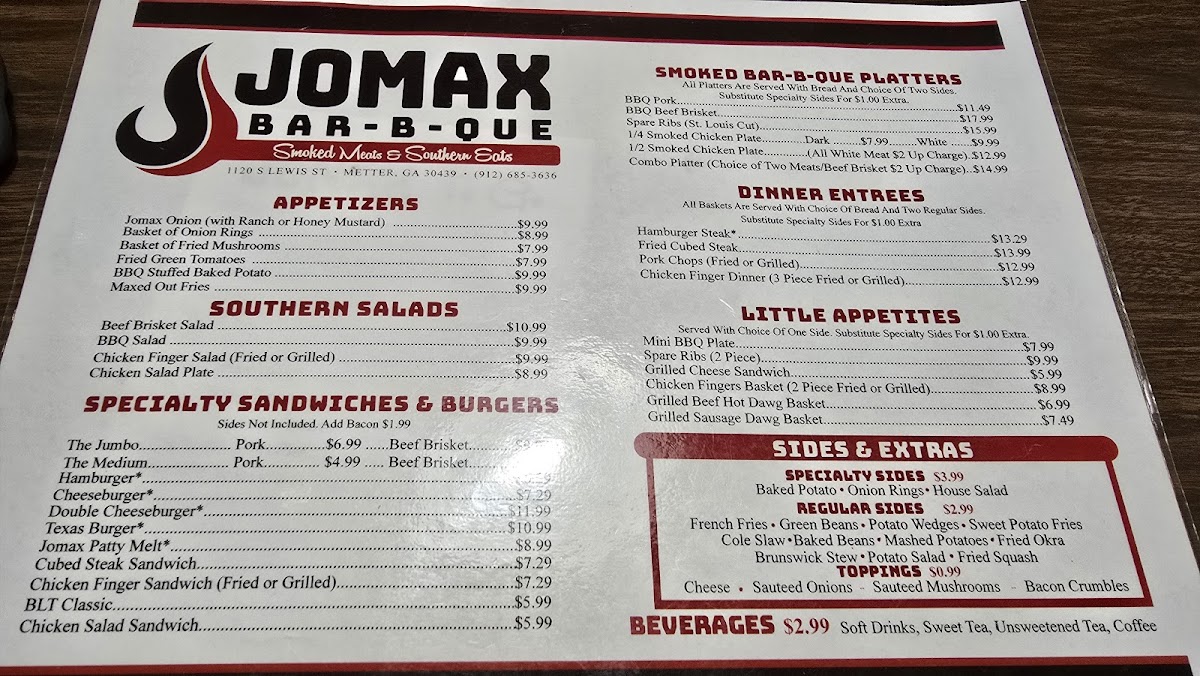 JOMAX
BAR-B-QUE
Smoked Meats & Southern Eats
1120 S LEWIS ST • METTER, GA 30439 • (912) 685-3636
APPETIZERS
Jomax Onion (with Ranch or Honey Mustard) ..........$9.99
Basket of Onion Rings ..........$8.99
Basket of Fried Mushrooms ..........$7.99
Fried Green Tomatoes ..........$7.99
BBQ Stuffed Baked Potato ..........$9.99
Maxed Out Fries ..........$9.99
SOUTHERN SALADS
Beef Brisket Salad ..........$10.99
BBQ Salad ..........$9.99
Chicken Finger Salad (Fried or Grilled) ..........$9.99
Chicken Salad Plate ..........$8.99
SPECIALTY SANDWICHES & BURGERS
Sides Not Included. Add Bacon $1.99
The Jumbo.......... Pork..........$6.99 ..... Beef Brisket..........
The Medium.......... Pork.......... $4.99 ..... Beef Brisket..........
Hamburger*..........
Cheeseburger*..........$7.29
Double Cheeseburger*..........$11.99
Texas Burger*..........$10.99
Jomax Patty Melt*..........$8.99
Cubed Steak Sandwich..........$7.29
Chicken Finger Sandwich (Fried or Grilled)..........$7.29
BLT Classic..........$5.99
Chicken Salad Sandwich..........$5.99
SMOKED BAR-B-QUE PLATTERS
All Platters Are Served With Bread And Choice Of Two Sides.
Substitute Specialty Sides For $1.00 Extra.
BBQ Pork..........$11.49
BBQ Beef Brisket..........$17.99
Spare Ribs (St. Louis Cut)..........$15.99
1/4 Smoked Chicken Plate..........Dark ........$7.99........White ......$9.99
1/2 Smoked Chicken Plate..........(All White Meat $2 Up Charge)..$12.99
Combo Platter (Choice of Two Meats/Beef Brisket $2 Up Charge)..$14.99
DINNER ENTREES
All Baskets Are Served With Choice Of Bread And Two Regular Sides.
Substitute Specialty Sides For $1.00 Extra
Hamburger Steak*..........$13.29
Fried Cubed Steak..........$13.99
Pork Chops (Fried or Grilled)..........$12.99
Chicken Finger Dinner (3 Piece Fried or Grilled)..........$12.99
LITTLE APPETITES
Served With Choice Of One Side. Substitute Specialty Sides For $1.00 Extra.
Mini BBQ Plate..........$7.99
Spare Ribs (2 Piece)..........$9.99
Grilled Cheese Sandwich..........$5.99
Chicken Fingers Basket (2 Piece Fried or Grilled)..........$8.99
Grilled Beef Hot Dawg Basket..........$6.99
Grilled Sausage Dawg Basket..........$7.49
SIDES & EXTRAS
SPECIALTY SIDES $3.99
Baked Potato • Onion Rings • House Salad
REGULAR SIDES $2.99
French Fries • Green Beans • Potato Wedges • Sweet Potato Fries
Cole Slaw • Baked Beans • Mashed Potatoes • Fried Okra
Brunswick Stew • Potato Salad • Fried Squash
TOPPINGS $0.99
Cheese • Sauteed Onions - Sauteed Mushrooms - Bacon Crumbles
BEVERAGES $2.99 Soft Drinks, Sweet Tea, Unsweetened Tea, Coffee